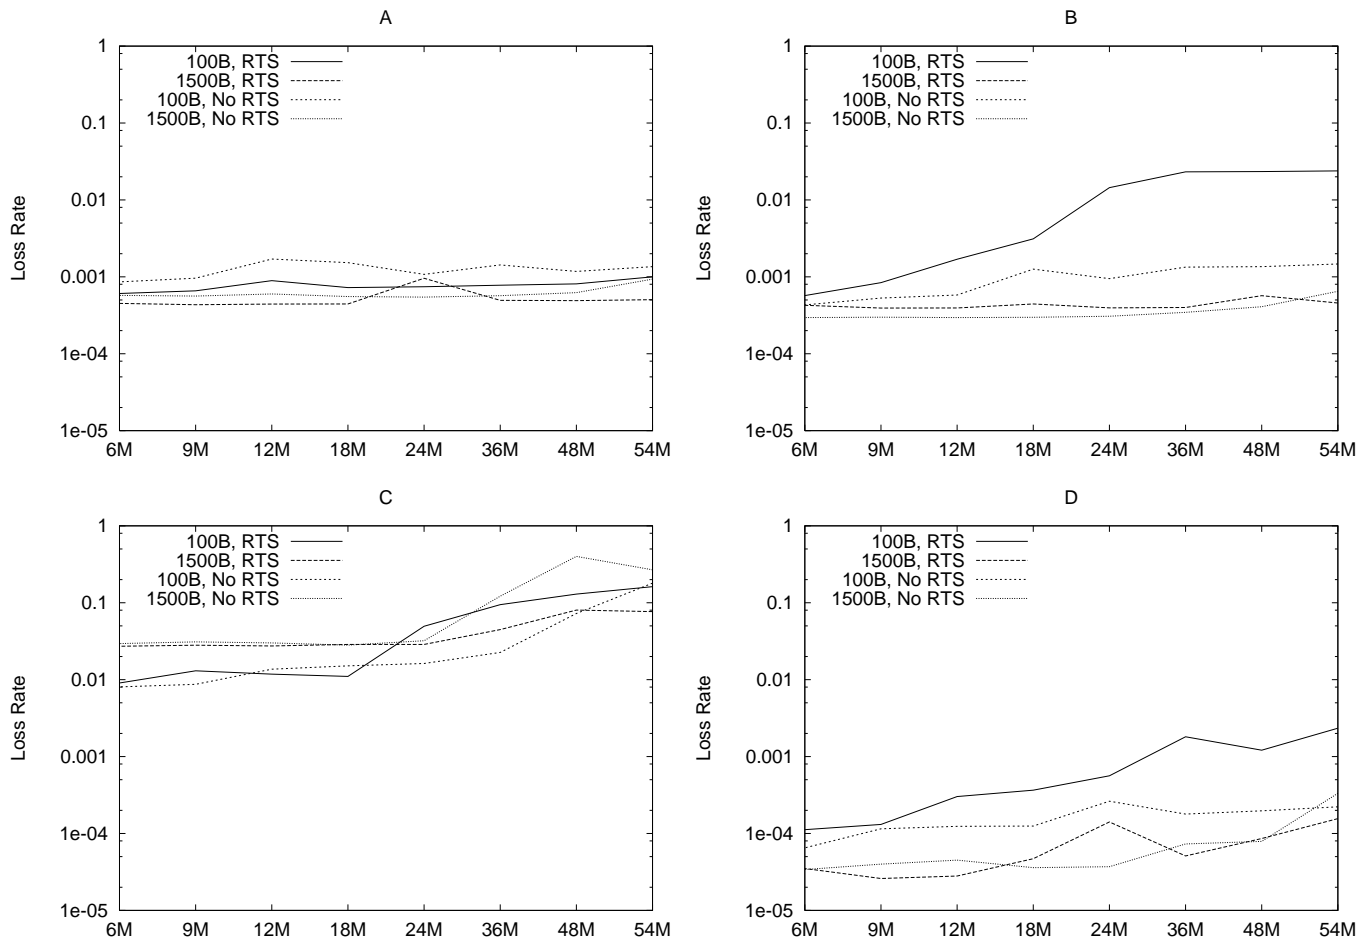 A
1
100B, RTS
1500B, RTS
100B, No RTS
1500B, No RTS
0.1
0.01
0.001
1e-04
1e-05
Loss Rate
6M 9M 12M 18M 24M 36M 48M 54M
B
1
100B, RTS
1500B, RTS
100B, No RTS
1500B, No RTS
0.1
0.01
0.001
1e-04
1e-05
Loss Rate
6M 9M 12M 18M 24M 36M 48M 54M
C
1
100B, RTS
1500B, RTS
100B, No RTS
1500B, No RTS
0.1
0.01
0.001
1e-04
1e-05
Loss Rate
6M 9M 12M 18M 24M 36M 48M 54M
D
1
100B, RTS
1500B, RTS
100B, No RTS
1500B, No RTS
0.1
0.01
0.001
1e-04
1e-05
Loss Rate
6M 9M 12M 18M 24M 36M 48M 54M